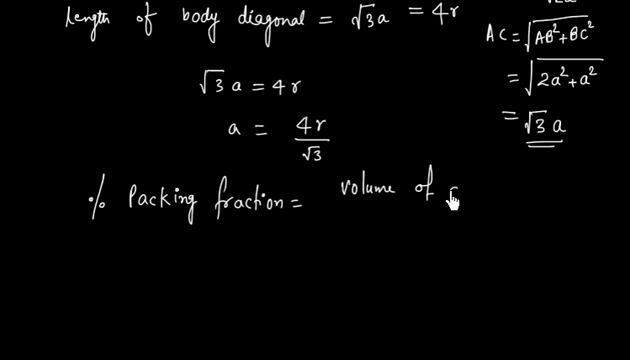 length of body diagonal = √3a = 4r
AC = √AB²+BC²
= √2a²+a²
= √3 a
√3 a = 4r
a = 4r/√3
% Packing fraction = volume of